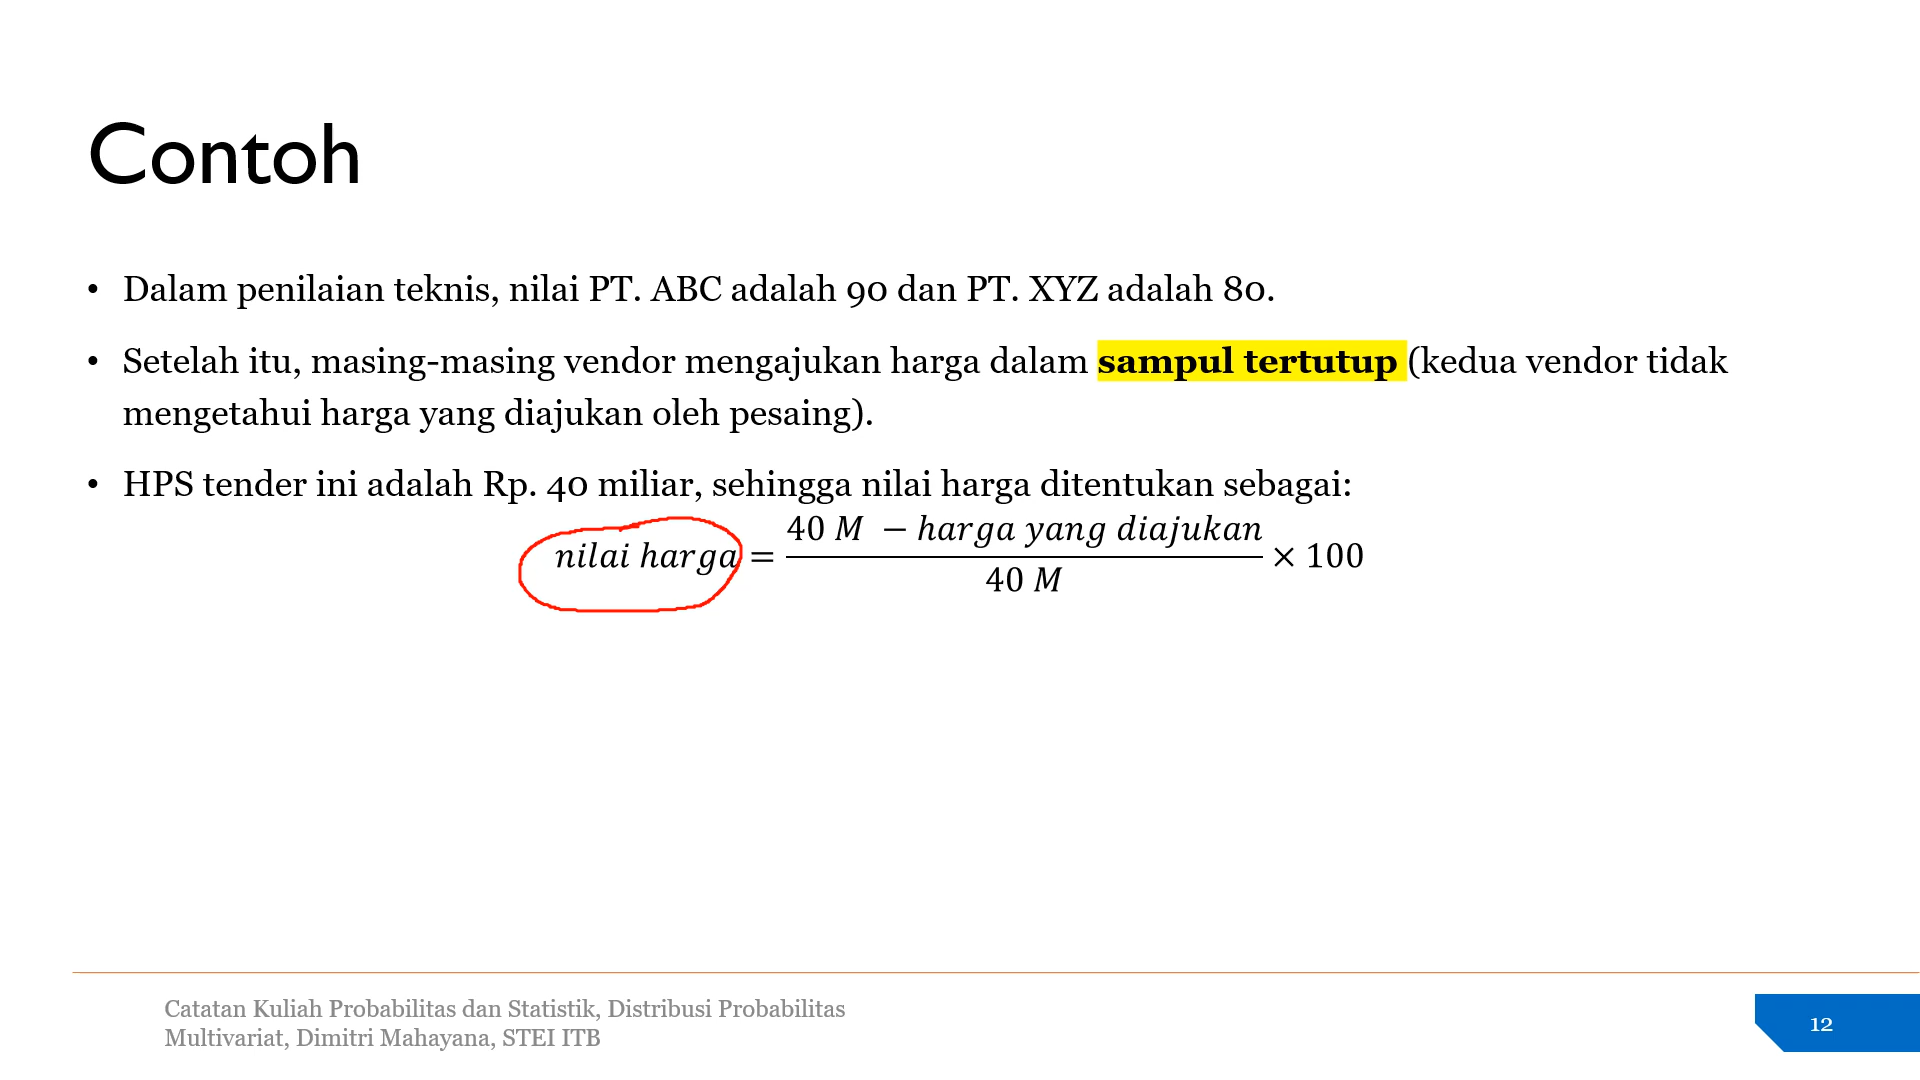 Contoh
• Dalam penilaian teknis, nilai PT. ABC adalah 90 dan PT. XYZ adalah 80.
• Setelah itu, masing-masing vendor mengajukan harga dalam sampul tertutup (kedua vendor tidak
mengetahui harga yang diajukan oleh pesaing).
• HPS tender ini adalah Rp. 40 miliar, sehingga nilai harga ditentukan sebagai:
nilai harga = (40 M − harga yang diajukan) / 40 M × 100
Catatan Kuliah Probabilitas dan Statistik, Distribusi Probabilitas
Multivariat, Dimitri Mahayana, STEI ITB
12